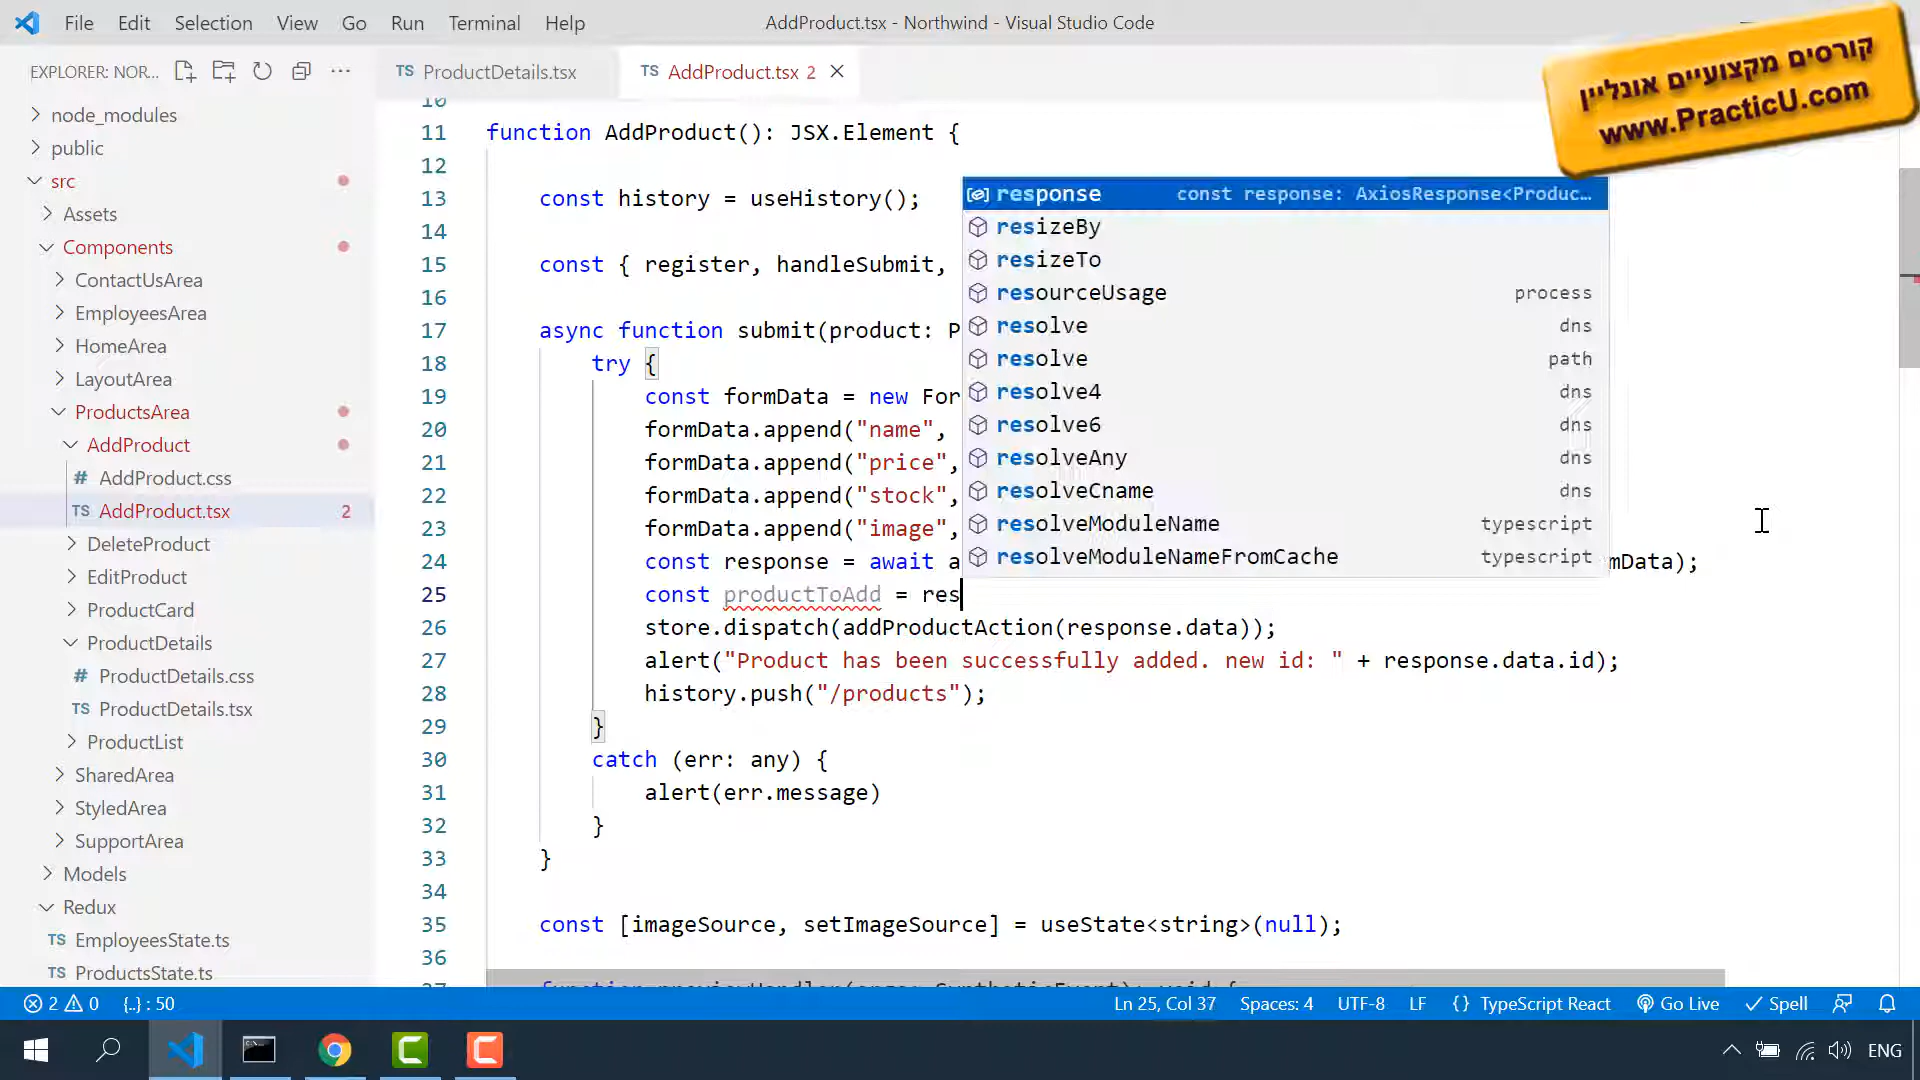 File Edit Selection View Go Run Terminal Help
AddProduct.tsx - Northwind - Visual Studio Code
קורסים מקצועיים אונליין
www.PracticU.com
EXPLORER: NOR...
TS ProductDetails.tsx
TS AddProduct.tsx 2
node_modules
public
src
Assets
Components
ContactUsArea
EmployeesArea
HomeArea
LayoutArea
ProductsArea
AddProduct
# AddProduct.css
TS AddProduct.tsx 2
DeleteProduct
EditProduct
ProductCard
ProductDetails
# ProductDetails.css
TS ProductDetails.tsx
ProductList
SharedArea
StyledArea
SupportArea
Models
Redux
TS EmployeesState.ts
TS ProductsState.ts
10
11 function AddProduct(): JSX.Element {
12
13 const history = useHistory();
14
15 const { register, handleSubmit,
16
17 async function submit(product: P
18 try {
19 const formData = new For
20 formData.append("name",
21 formData.append("price",
22 formData.append("stock",
23 formData.append("image",
24 const response = await a mData);
25 const productToAdd = res
26 store.dispatch(addProductAction(response.data));
27 alert("Product has been successfully added. new id: " + response.data.id);
28 history.push("/products");
29 }
30 catch (err: any) {
31 alert(err.message)
32 }
33 }
34
35 const [imageSource, setImageSource] = useState<string>(null);
36
response const response: AxiosResponse<Produc...
resizeBy
resizeTo
resourceUsage process
resolve dns
resolve path
resolve4 dns
resolve6 dns
resolveAny dns
resolveCname dns
resolveModuleName typescript
resolveModuleNameFromCache typescript
2 0 {..} : 50
Ln 25, Col 37 Spaces: 4 UTF-8 LF {} TypeScript React Go Live Spell
ENG